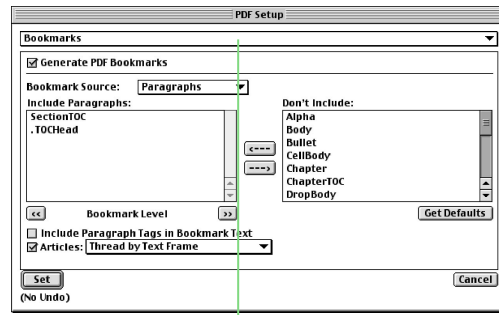 PDF Setup
Bookmarks
Generate PDF Bookmarks
Bookmark Source: Paragraphs
Include Paragraphs:
SectionTOC
.TOCHead
Don't Include:
Alpha
Body
Bullet
CellBody
Chapter
ChapterTOC
DropBody
<---
--->
<< Bookmark Level >>
Get Defaults
Include Paragraph Tags in Bookmark Text
Articles: Thread by Text Frame
Set
Cancel
(No Undo)